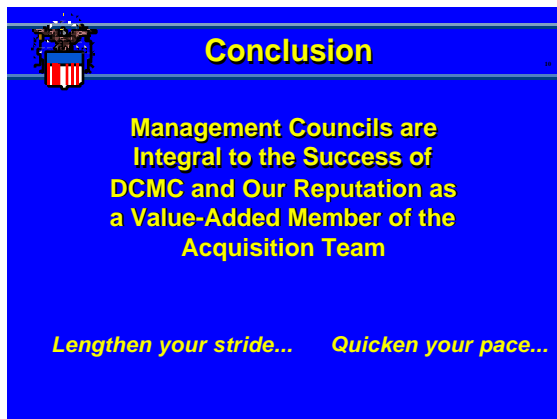 Conclusion
Management Councils are
Integral to the Success of
DCMC and Our Reputation as
a Value-Added Member of the
Acquisition Team
Lengthen your stride... Quicken your pace...